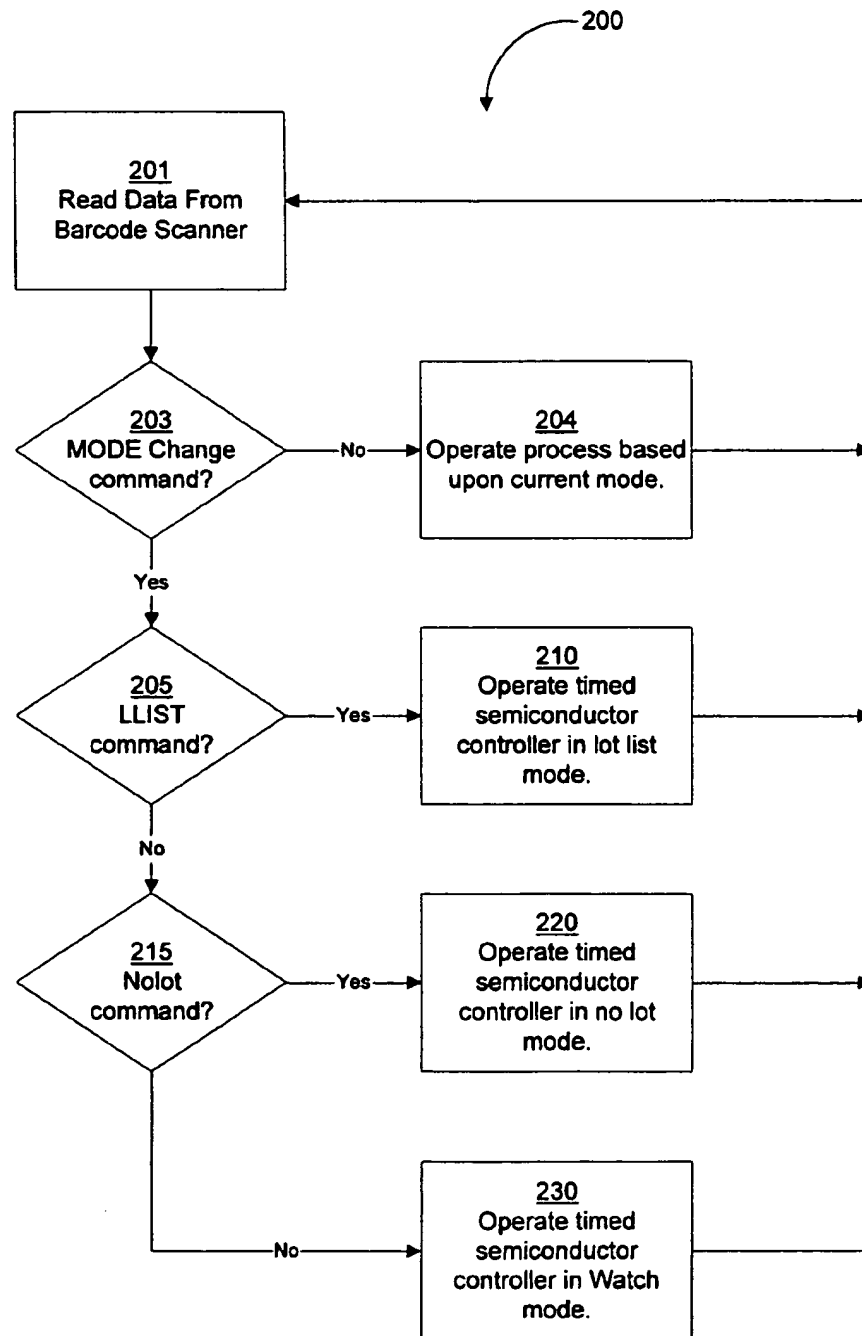 200
201
Read Data From
Barcode Scanner
203
MODE Change
command?
No
204
Operate process based
upon current mode.
Yes
205
LLIST
command?
Yes
210
Operate timed
semiconductor
controller in lot list
mode.
No
215
Nolot
command?
Yes
220
Operate timed
semiconductor
controller in no lot
mode.
No
230
Operate timed
semiconductor
controller in Watch
mode.